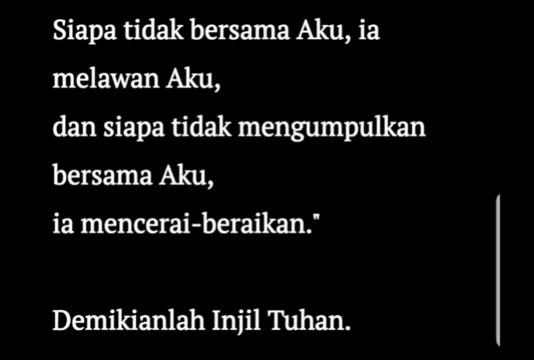 Siapa tidak bersama Aku, ia
melawan Aku,
dan siapa tidak mengumpulkan
bersama Aku,
ia mencerai-beraikan."
Demikianlah Injil Tuhan.